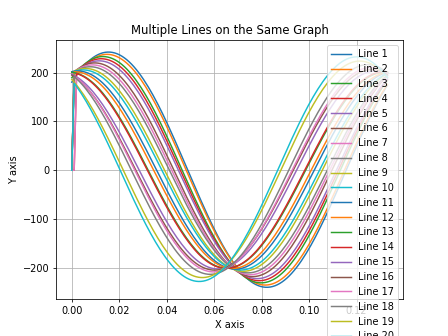 Multiple Lines on the Same Graph
Y axis
200
100
0
−100
−200
0.00
0.02
0.04
0.06
0.08
0.10
X axis
Line 1
Line 2
Line 3
Line 4
Line 5
Line 6
Line 7
Line 8
Line 9
Line 10
Line 11
Line 12
Line 13
Line 14
Line 15
Line 16
Line 17
Line 18
Line 19
Line 20